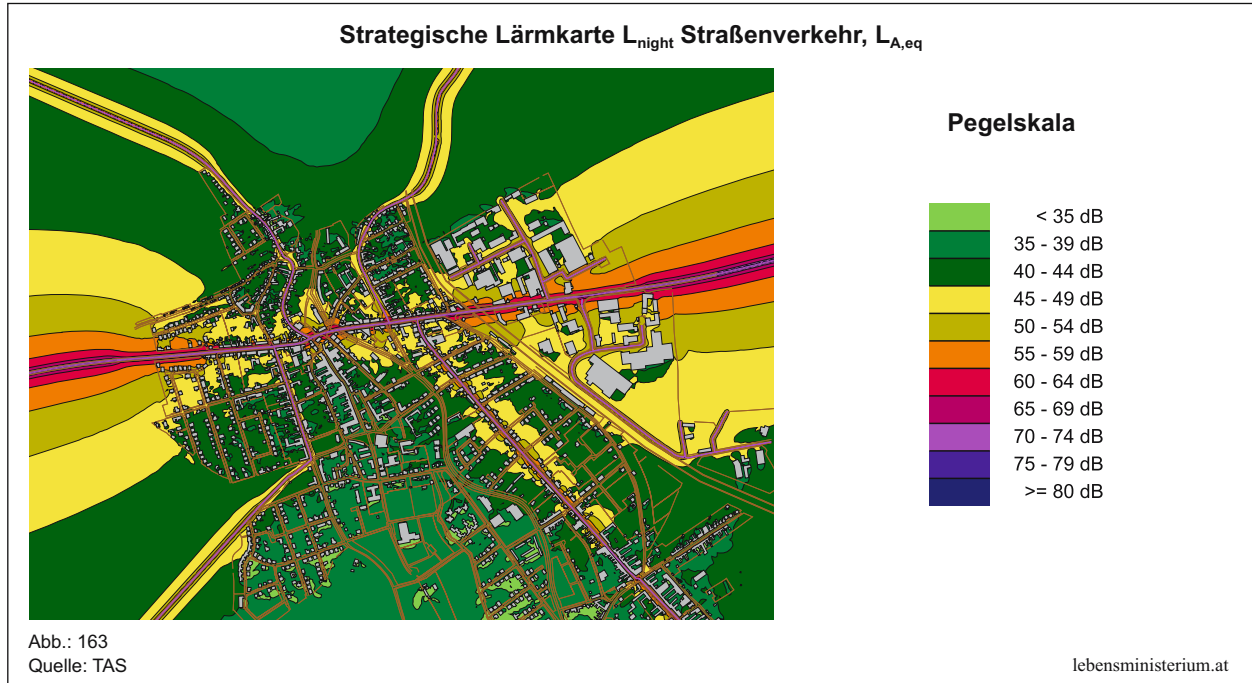 Strategische Lärmkarte Lnight Straßenverkehr, LA,eq
Pegelskala
< 35 dB
35 - 39 dB
40 - 44 dB
45 - 49 dB
50 - 54 dB
55 - 59 dB
60 - 64 dB
65 - 69 dB
70 - 74 dB
75 - 79 dB
>= 80 dB
Abb.: 163
Quelle: TAS
lebensministerium.at